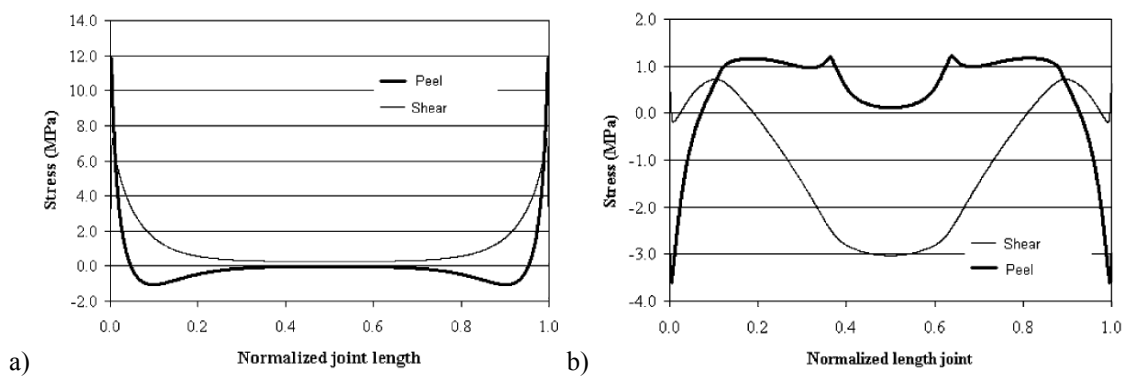 14.0
12.0
10.0
8.0
6.0
4.0
2.0
0.0
-2.0
Stress (MPa)
Peel
Shear
0.0 0.2 0.4 0.6 0.8 1.0
Normalized joint length
a)
2.0
1.0
0.0
-1.0
-2.0
-3.0
-4.0
Stress (MPa)
Shear
Peel
0.0 0.2 0.4 0.6 0.8 1.0
Normalized length joint
b)